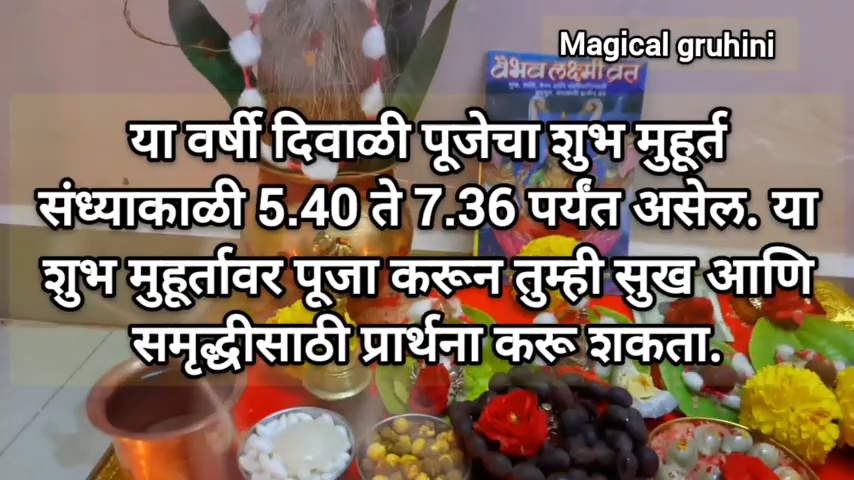 Magical gruhini
वैभव लक्ष्मी व्रत
या वर्षी दिवाळी पूजेचा शुभ मुहूर्त
संध्याकाळी 5.40 ते 7.36 पर्यंत असेल. या
शुभ मुहूर्तावर पूजा करून तुम्ही सुख आणि
समृद्धीसाठी प्रार्थना करू शकता.